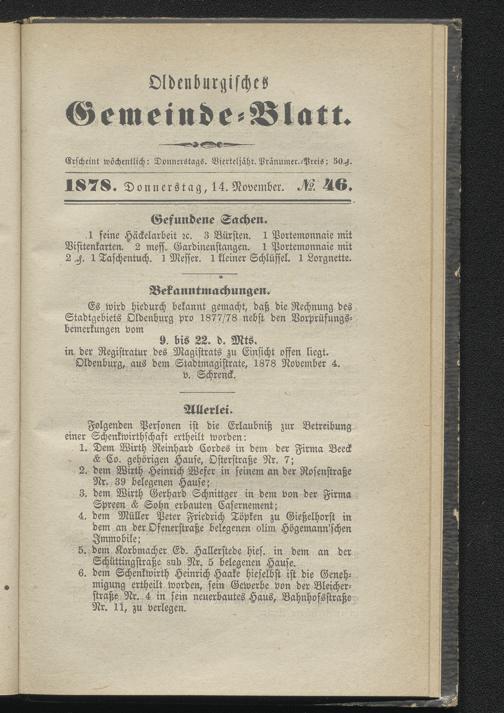 Oldenburgisches
Gemeinde-Blatt.
Erscheint wöchentlich: Donnerstags. Vierteljähr. Pränumer.-Preis: 50 ₰.
1878. Donnerstag, 14. November. № 46.
Gefundene Sachen.
1 feine Häckelarbeit ꝛc. 3 Bürsten. 1 Portemonnaie mit
Visitenkarten. 2 mess. Gardinenstangen. 1 Portemonnaie mit
2 ₰. 1 Taschentuch. 1 Messer. 1 kleiner Schlüssel. 1 Lorgnette.
Bekanntmachungen.
Es wird hiedurch bekannt gemacht, daß die Rechnung des
Stadtgebiets Oldenburg pro 1877/78 nebst den Vorprüfungs-
bemerkungen vom
9. bis 22. d. Mts.
in der Registratur des Magistrats zu Einsicht offen liegt.
Oldenburg, aus dem Stadtmagistrate, 1878 November 4.
v. Schrenck.
Allerlei.
Folgenden Personen ist die Erlaubniß zur Betreibung
einer Schenkwirthschaft ertheilt worden:
1. Dem Wirth Reinhard Cordes in dem der Firma Beeck
& Co. gehörigen Hause, Osterstraße Nr. 7;
2. dem Wirth Heinrich Wefer in seinem an der Rosenstraße
Nr. 39 belegenen Hause;
3. dem Wirth Gerhard Schnittger in dem von der Firma
Spreen & Sohn erbauten Casernement;
4. dem Müller Peter Friedrich Töpken zu Gießelhorst in
dem an der Ofenerstraße belegenen olim Högemann'schen
Immobile;
5. dem Korbmacher Ed. Hallerstede hies. in dem an der
Schüttingstraße sub Nr. 5 belegenen Hause.
6. dem Schenkwirth Heinrich Haake hieselbst ist die Geneh-
migung ertheilt worden, sein Gewerbe von der Bleicher-
straße Nr. 4 in sein neuerbautes Haus, Bahnhofsstraße
Nr. 11, zu verlegen.